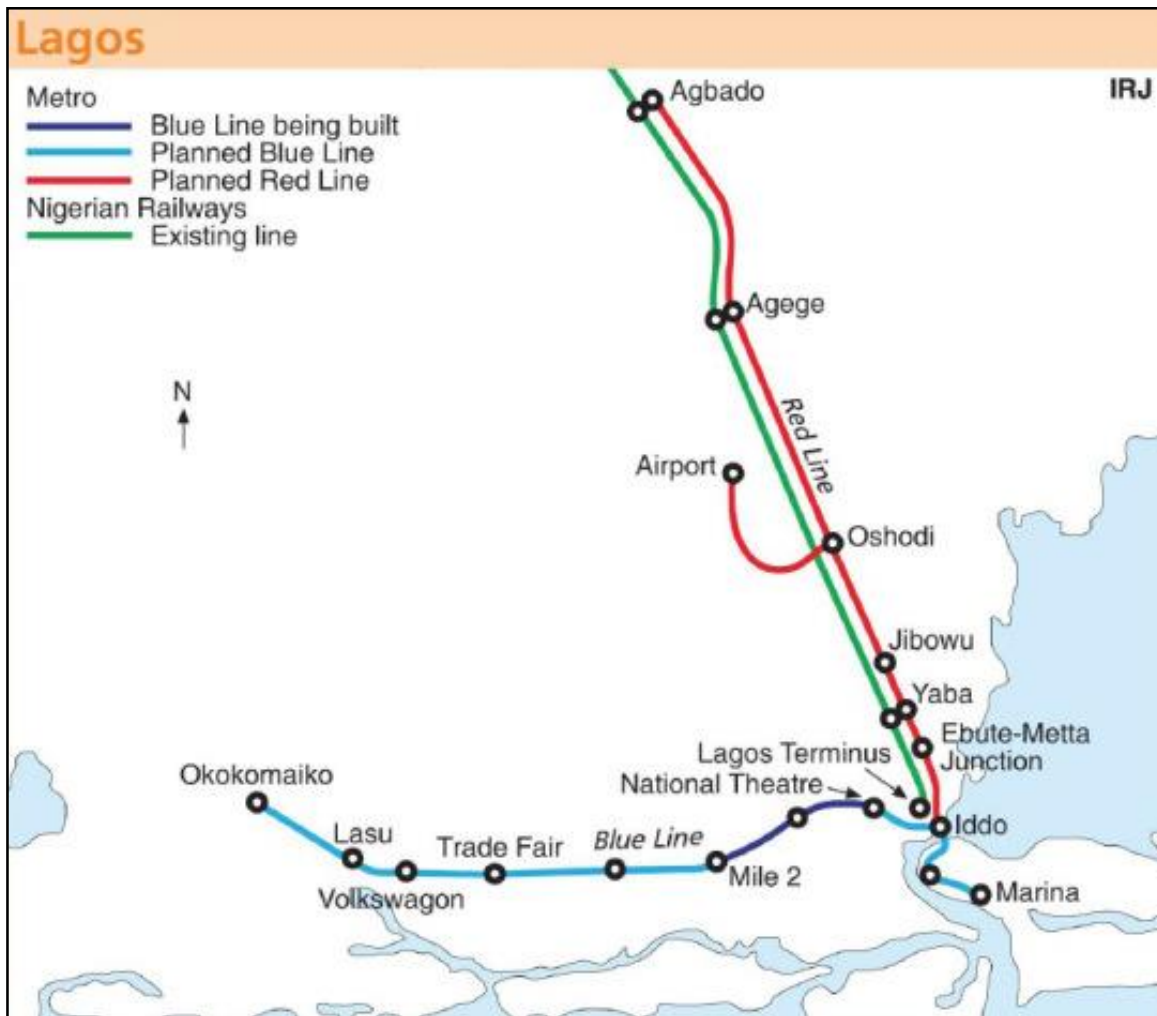 Lagos
IRJ
Metro
Blue Line being built
Planned Blue Line
Planned Red Line
Nigerian Railways
Existing line
N
Agbado
Agege
Red Line
Airport
Oshodi
Jibowu
Yaba
Ebute-Metta
Junction
Lagos Terminus
National Theatre
Okokomaiko
Lasu
Volkswagon
Trade Fair
Blue Line
Mile 2
Iddo
Marina